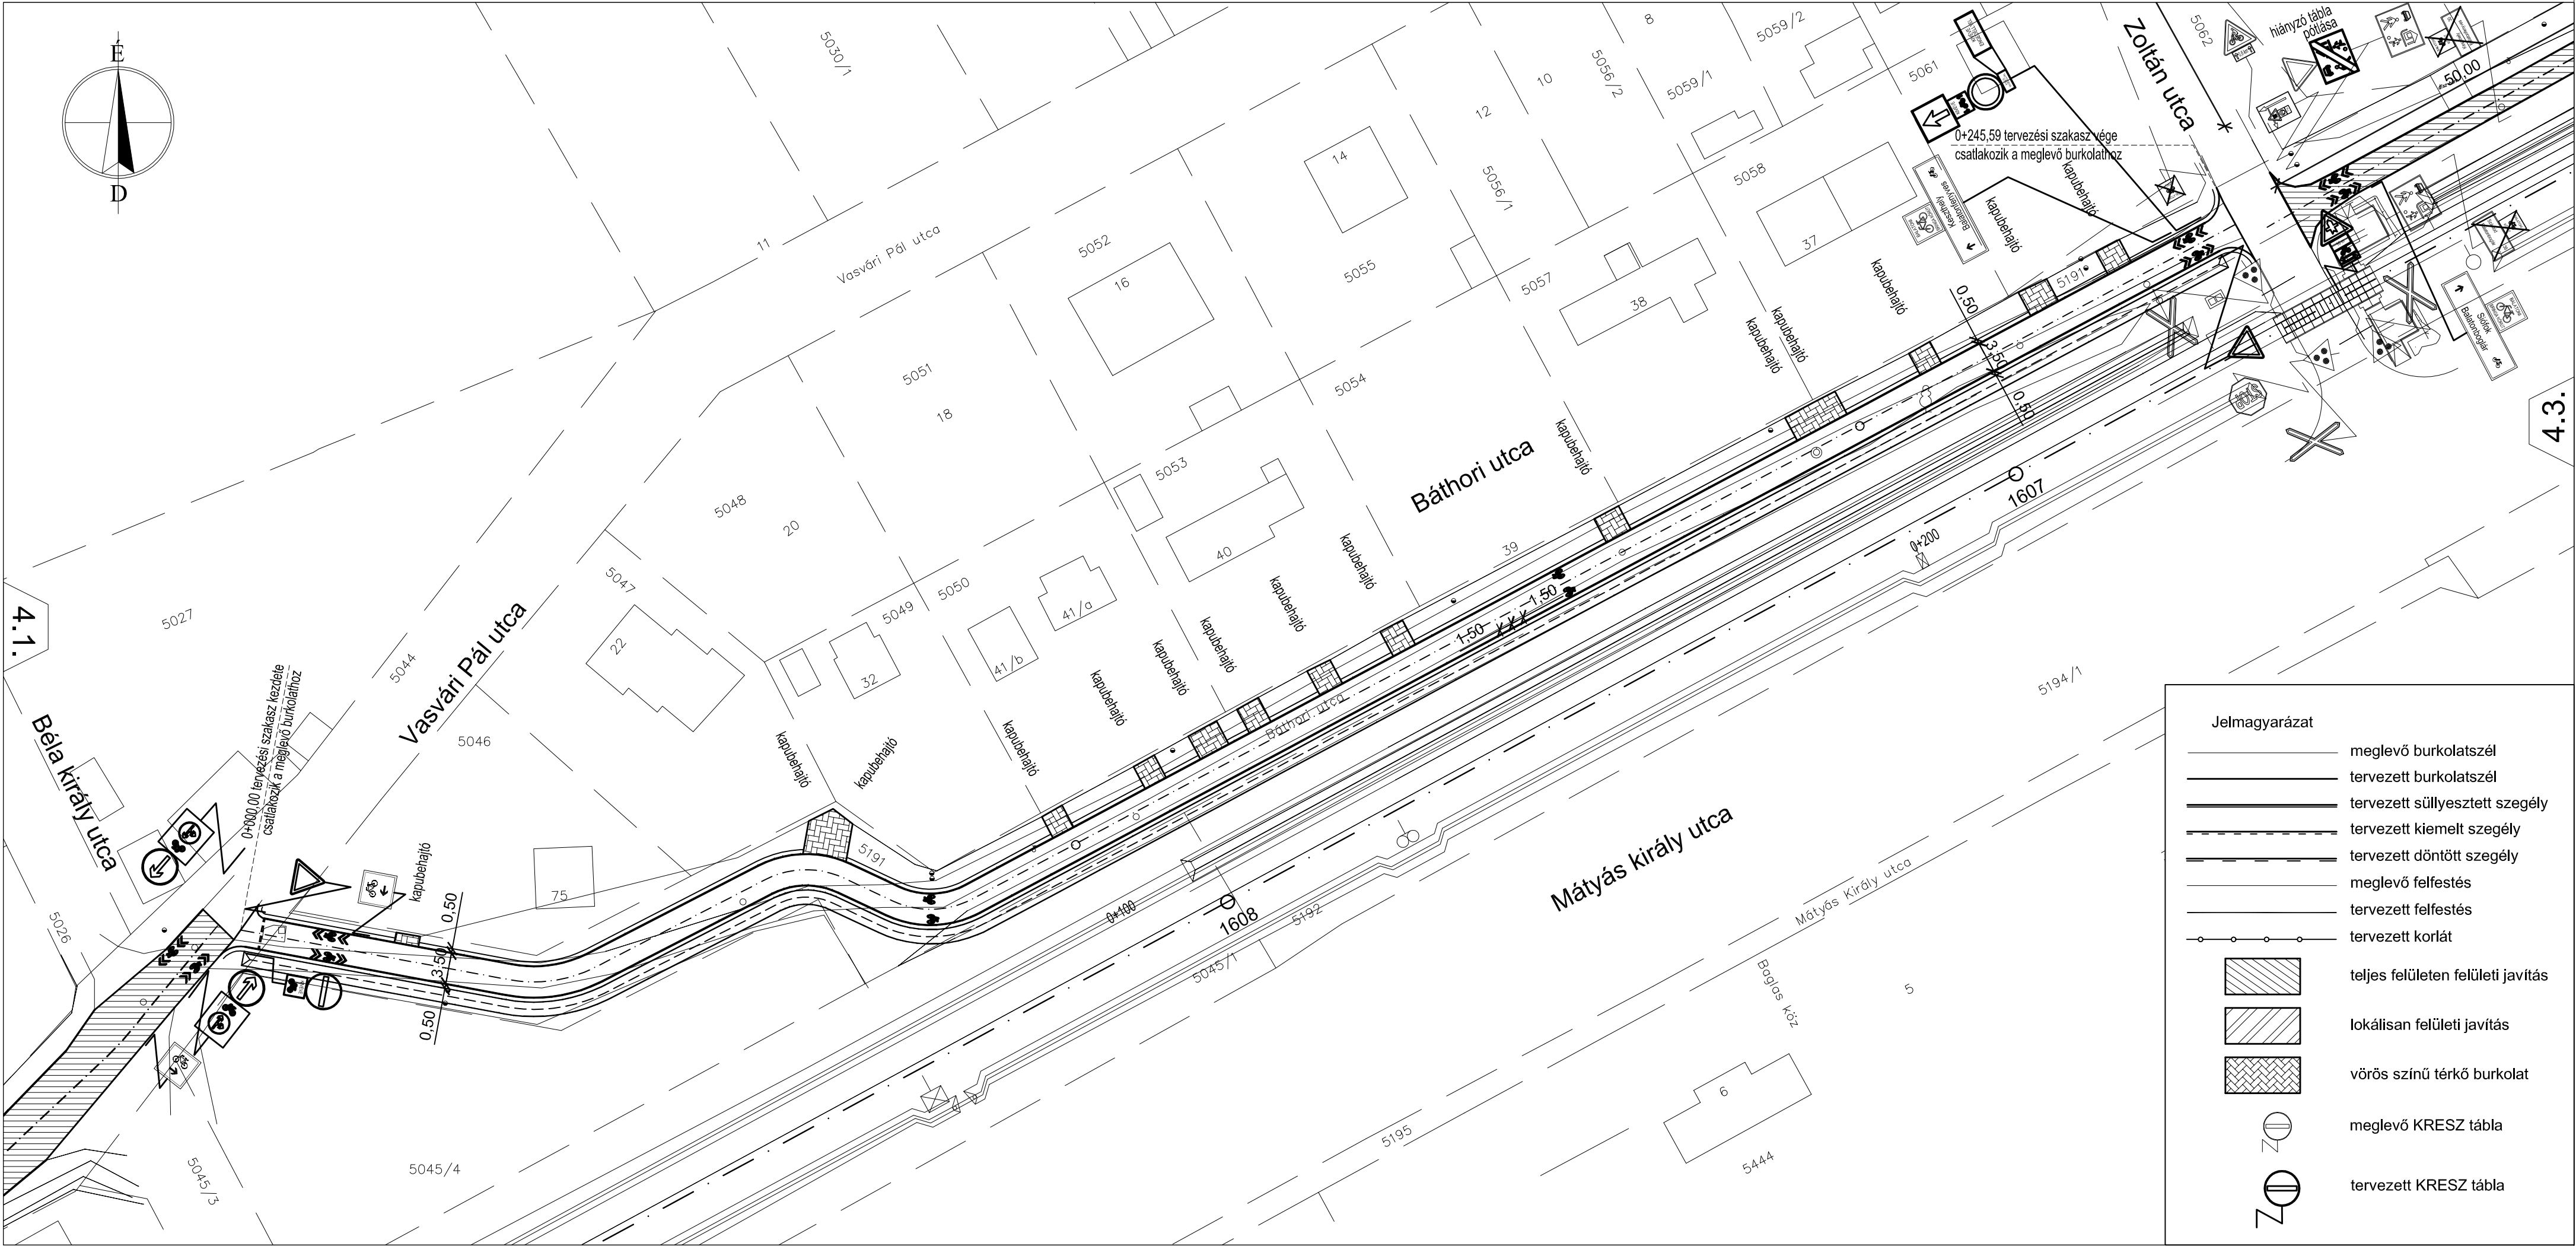 É
D
4.1.
4.3.
5030/1
11
Vasvári Pál utca
5052
16
14
12
10
8
5056/2
5056/1
5059/2
5059/1
5061
5062
5058
5055
5057
37
38
Zoltán utca
hiányzó tábla
pótlása
50,00
0+245,59 tervezési szakasz vége
csatlakozik a meglevő burkolathoz
Balatonfenyves
Keszthely
kapubehajtó
kapubehajtó
kapubehajtó
5191
0,50
3,50
0,50
Siófok
Balatonboglár
STOP
kapubehajtó
kapubehajtó
kapubehajtó
Báthori utca
39
1607
0+200
5051
18
5053
5054
5048
20
5047
5050
5049
40
41/a
41/b
32
22
kapubehajtó
kapubehajtó
kapubehajtó
kapubehajtó
kapubehajtó
kapubehajtó
kapubehajtó
kapubehajtó
1,50
1,50
Báthori utca
5027
5044
Vasvári Pál utca
5046
Béla király utca
0+000,00 tervezési szakasz kezdete
csatlakozik a meglevő burkolathoz
kapubehajtó
75
5191
5026
0,50
3,50
0,50
0+100
1608
5192
5045/1
Mátyás király utca
Mátyás Király utca
5194/1
Baglas köz
5
6
5195
5444
5045/4
5045/3
Jelmagyarázat
meglevő burkolatszél
tervezett burkolatszél
tervezett süllyesztett szegély
tervezett kiemelt szegély
tervezett döntött szegély
meglevő felfestés
tervezett felfestés
tervezett korlát
teljes felületen felületi javítás
lokálisan felületi javítás
vörös színű térkő burkolat
meglevő KRESZ tábla
tervezett KRESZ tábla